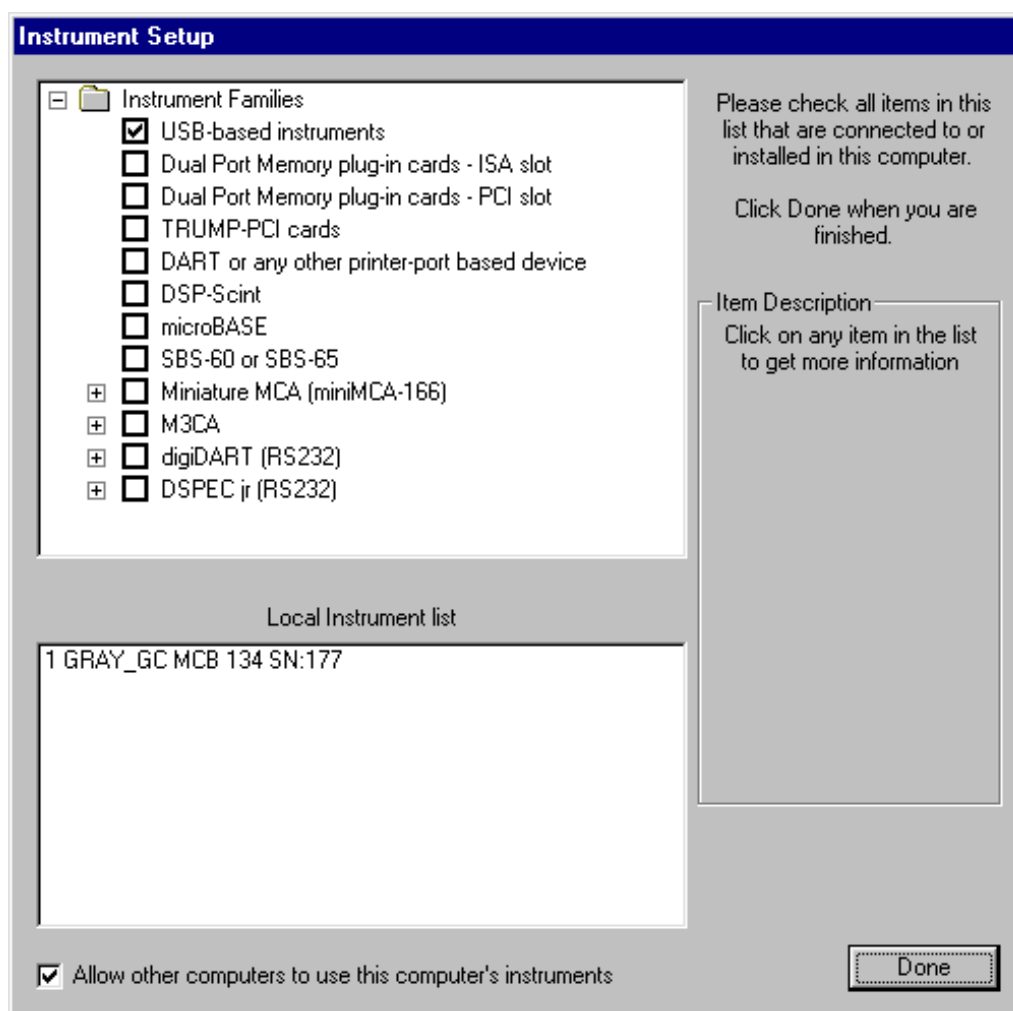 Instrument Setup
Instrument Families
USB-based instruments
Dual Port Memory plug-in cards - ISA slot
Dual Port Memory plug-in cards - PCI slot
TRUMP-PCI cards
DART or any other printer-port based device
DSP-Scint
microBASE
SBS-60 or SBS-65
Miniature MCA (miniMCA-166)
M3CA
digiDART (RS232)
DSPEC jr (RS232)
Please check all items in this
list that are connected to or
installed in this computer.
Click Done when you are
finished.
Item Description
Click on any item in the list
to get more information
Local Instrument list
1 GRAY_GC MCB 134 SN:177
Allow other computers to use this computer's instruments
Done